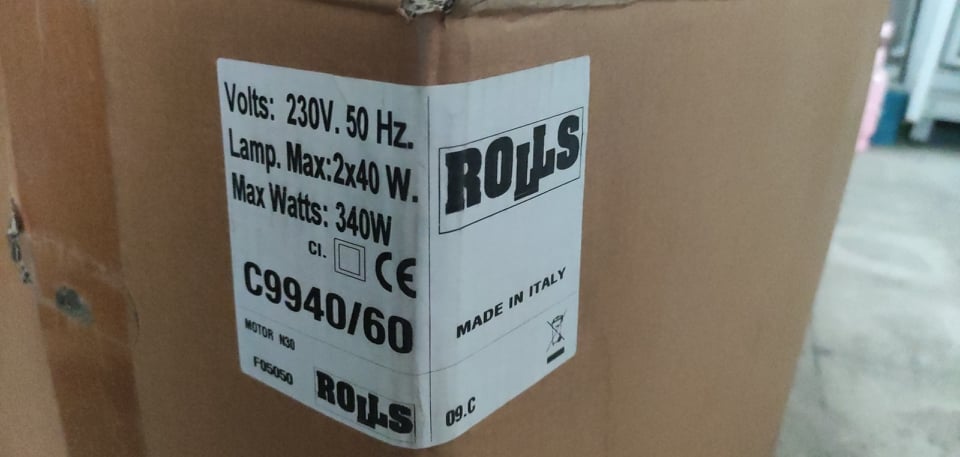 Volts: 230V. 50 Hz.
Lamp. Max:2x40 W.
Max Watts: 340W
Cl. CE
C9940/60
MOTOR N30
F05050
ROLLS
ROLLS
MADE IN ITALY
09.C